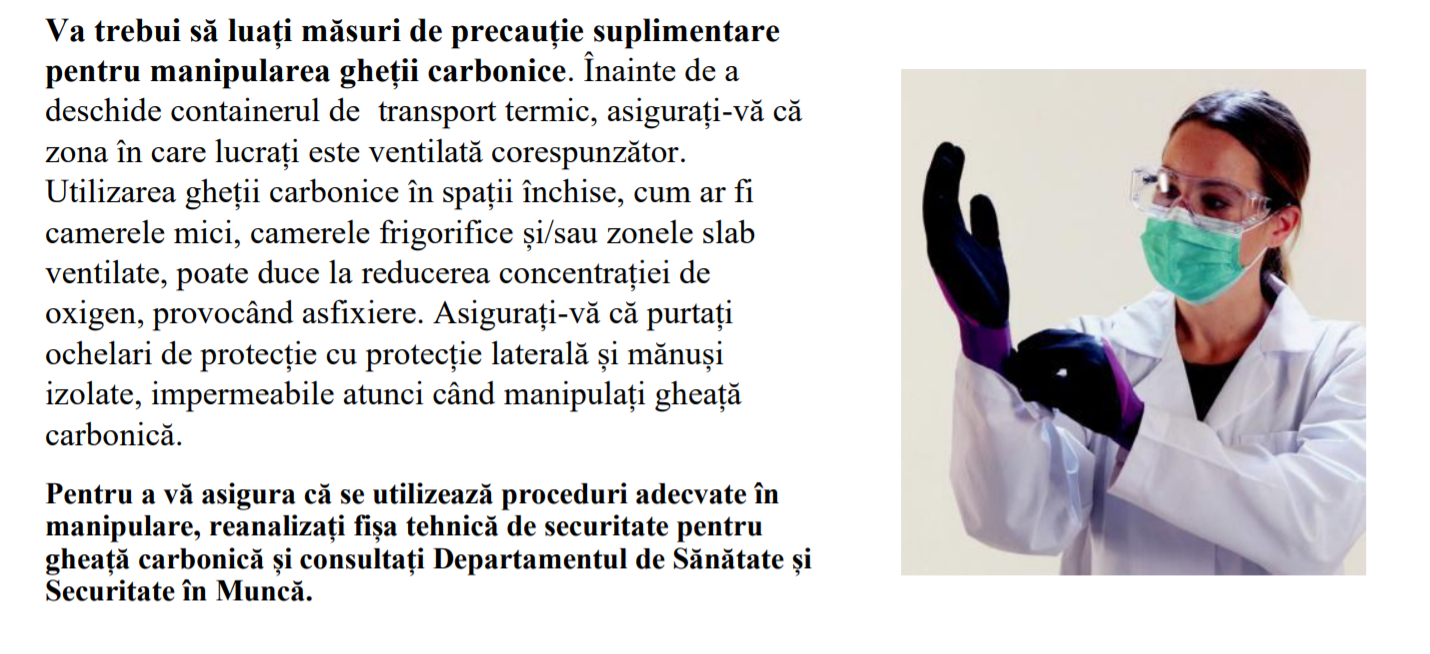 Va trebui să luați măsuri de precauție suplimentare
pentru manipularea gheții carbonice. Înainte de a
deschide containerul de  transport termic, asigurați-vă că
zona în care lucrați este ventilată corespunzător.
Utilizarea gheții carbonice în spații închise, cum ar fi
camerele mici, camerele frigorifice și/sau zonele slab
ventilate, poate duce la reducerea concentrației de
oxigen, provocând asfixiere. Asigurați-vă că purtați
ochelari de protecție cu protecție laterală și mănuși
izolate, impermeabile atunci când manipulați gheață
carbonică.
Pentru a vă asigura că se utilizează proceduri adecvate în
manipulare, reanalizați fișa tehnică de securitate pentru
gheață carbonică și consultați Departamentul de Sănătate și
Securitate în Muncă.